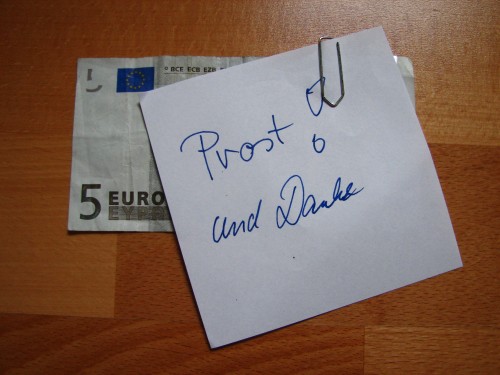 BCE ECB EZB
5 EURO
Prost !
und Danke